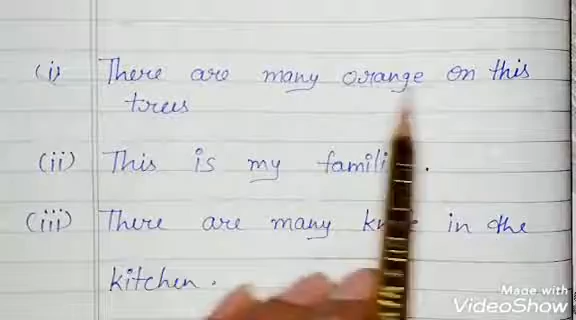 (i) There are many orange on this
trees
(ii) This is my famili .
(iii) There are many in the
kitchen .
Made with
VideoShow